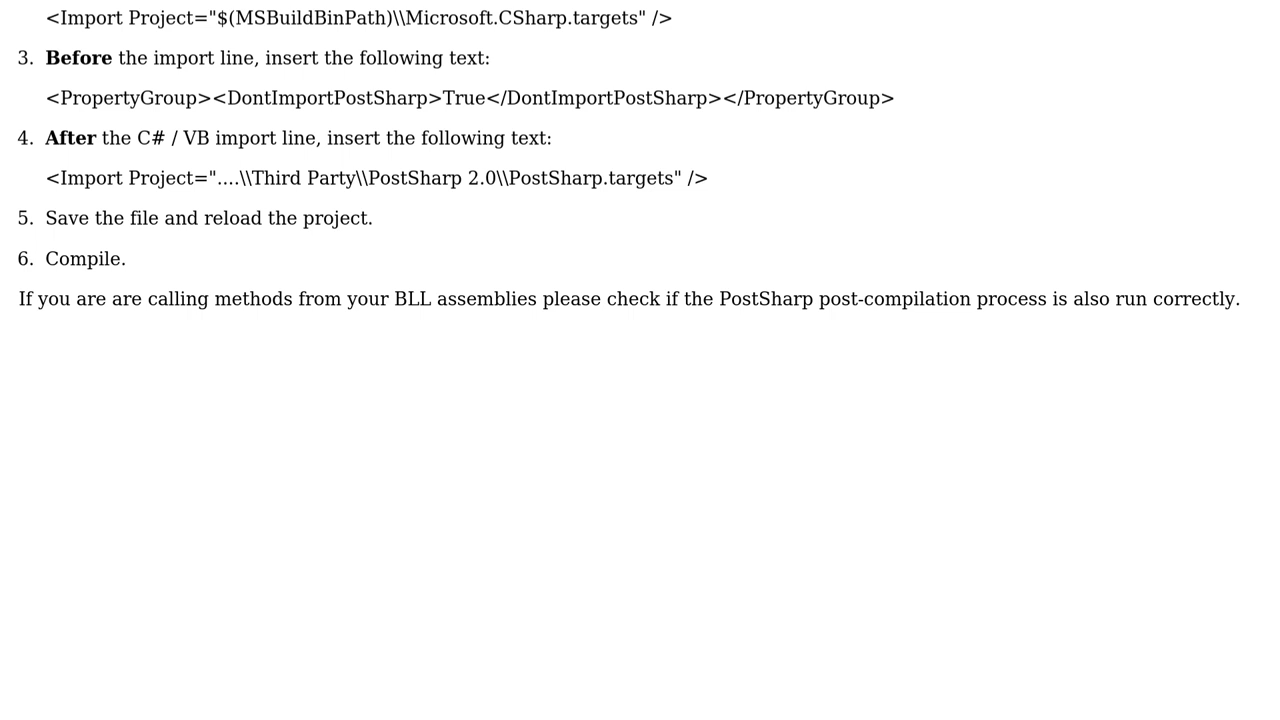 <Import Project="$(MSBuildBinPath)\\Microsoft.CSharp.targets" />
3. Before the import line, insert the following text:
<PropertyGroup><DontImportPostSharp>True</DontImportPostSharp></PropertyGroup>
4. After the C# / VB import line, insert the following text:
<Import Project="....\\Third Party\\PostSharp 2.0\\PostSharp.targets" />
5. Save the file and reload the project.
6. Compile.
If you are are calling methods from your BLL assemblies please check if the PostSharp post-compilation process is also run correctly.